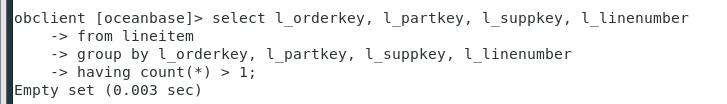 obclient [oceanbase]> select l_orderkey, l_partkey, l_suppkey, l_linenumber
    -> from lineitem
    -> group by l_orderkey, l_partkey, l_suppkey, l_linenumber
    -> having count(*) > 1;
Empty set (0.003 sec)